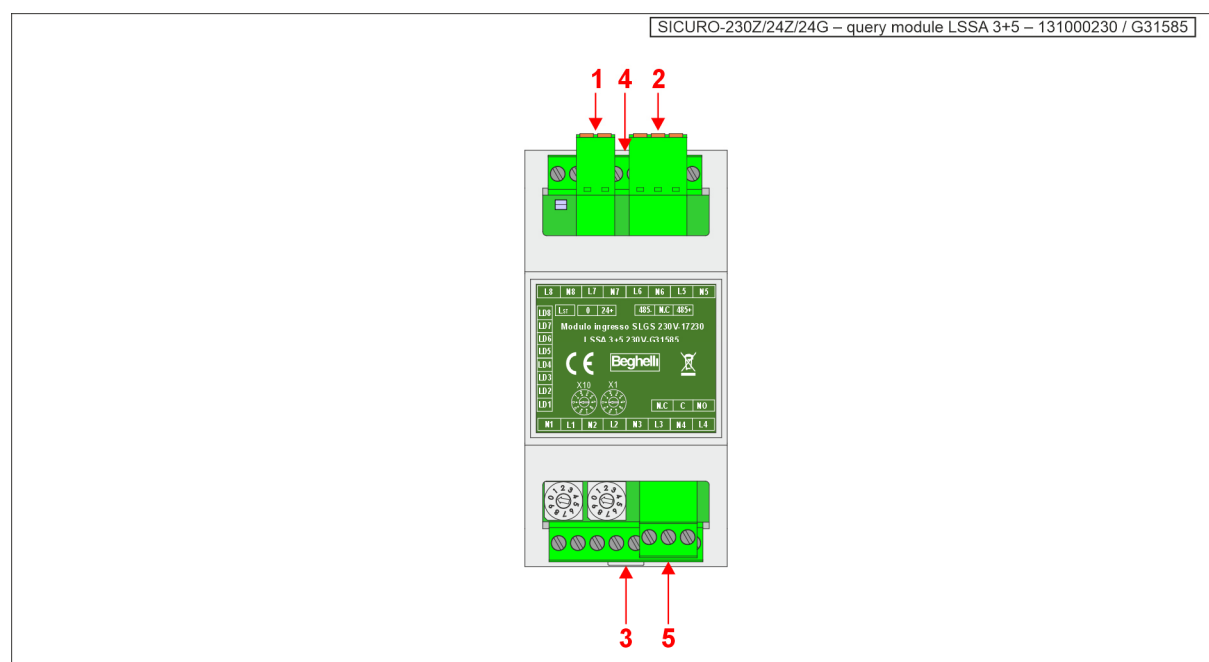 SICURO-230Z/24Z/24G – query module LSSA 3+5 – 131000230 / G31585
1 4 2
L8 N8 L7 N7 L6 N6 L5 N5
LD8 LST 0 24+ 485- N.C 485+
LD7 Modulo ingresso SLGS 230V-17230
LD6 LSSA 3+5 230V-G31585
LD5
LD4 CE Beghelli
LD3
LD2 X10 X1
LD1 N.C C NO
N1 L1 N2 L2 N3 L3 N4 L4
3 5